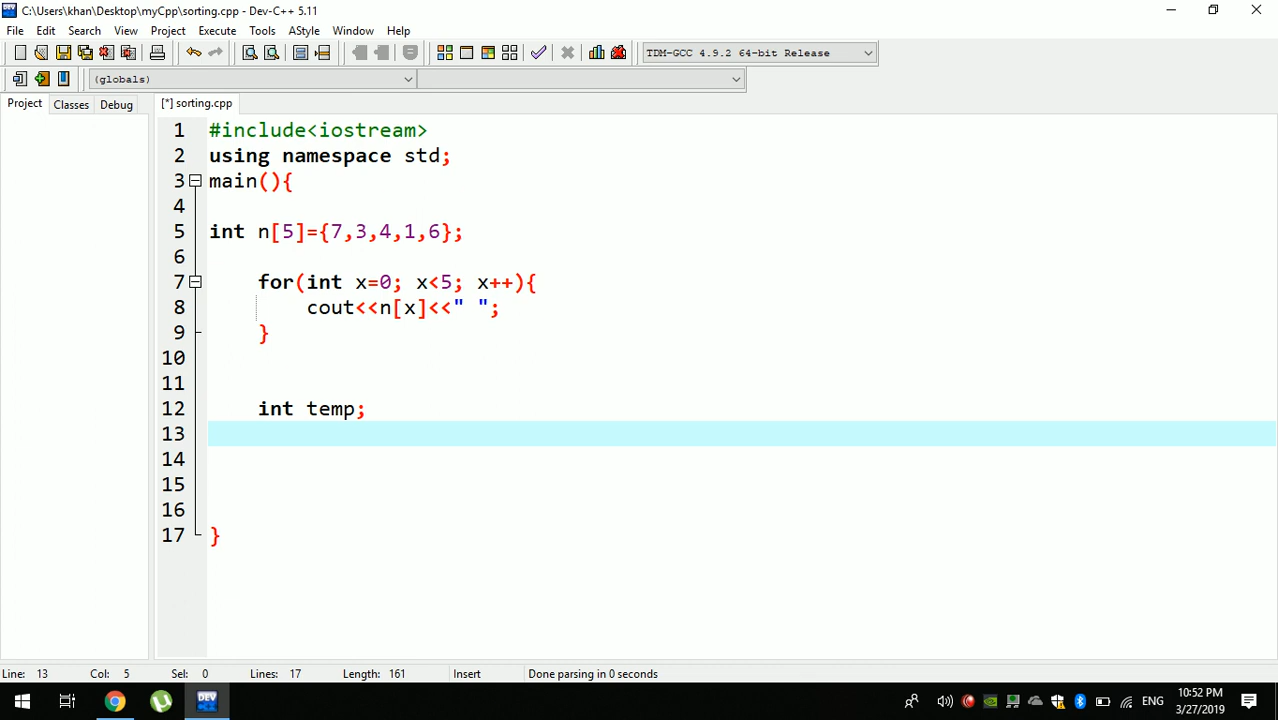 C:\Users\khan\Desktop\myCpp\sorting.cpp - Dev-C++ 5.11
File Edit Search View Project Execute Tools AStyle Window Help
TDM-GCC 4.9.2 64-bit Release
(globals)
Project Classes Debug [*] sorting.cpp
1 #include<iostream>
2 using namespace std;
3 main(){
4
5 int n[5]={7,3,4,1,6};
6
7 for(int x=0; x<5; x++){
8 cout<<n[x]<<" ";
9 }
10
11
12 int temp;
13
14
15
16
17 }
Line: 13 Col: 5 Sel: 0 Lines: 17 Length: 161 Insert Done parsing in 0 seconds
DEV ENG 10:52 PM
3/27/2019